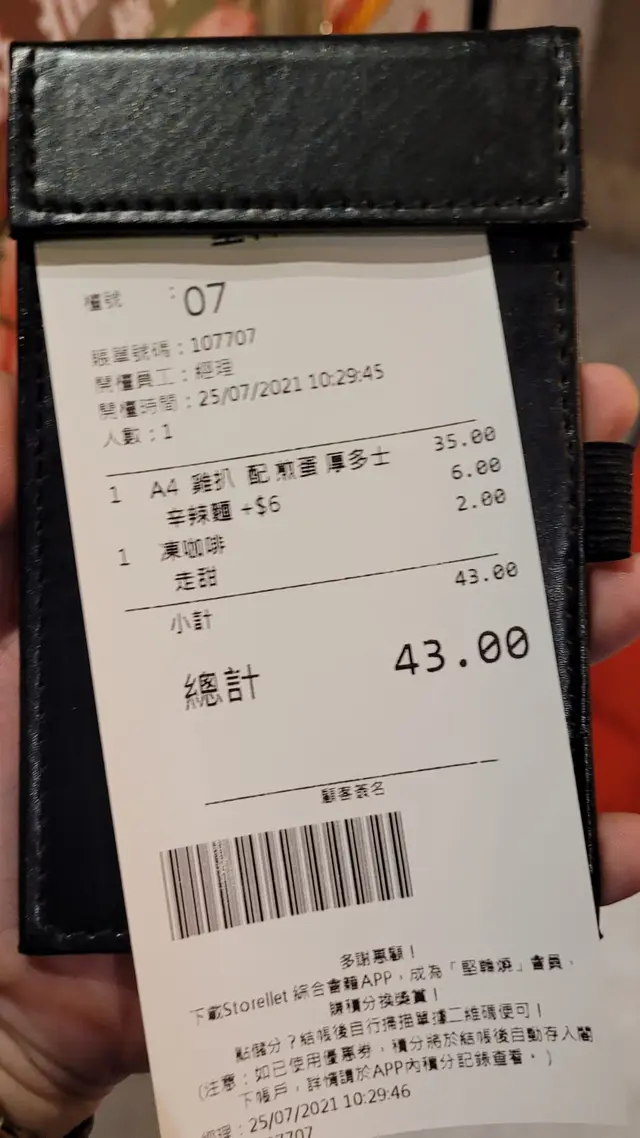 檯號 : 07
賬單號碼 : 107707
開檯員工 : 經理
開檯時間 : 25/07/2021 10:29:45
人數 : 1
1 A4 雞扒 配 煎蛋 厚多士 35.00
辛辣麵 +$6 6.00
1 凍咖啡 2.00
走甜
小計 43.00
總計 43.00
顧客簽名
多謝惠顧！
下載Storellet 綜合會籍APP，成為「堅韓燒」會員，
賺積分換獎賞！
點儲分？結帳後自行掃描單據二維碼便可！
(注意：如已使用優惠劵，積分將於結帳後自動存入閣
下帳戶，詳情請於APP內積分記錄查看。)
經理 : 25/07/2021 10:29:46
107707